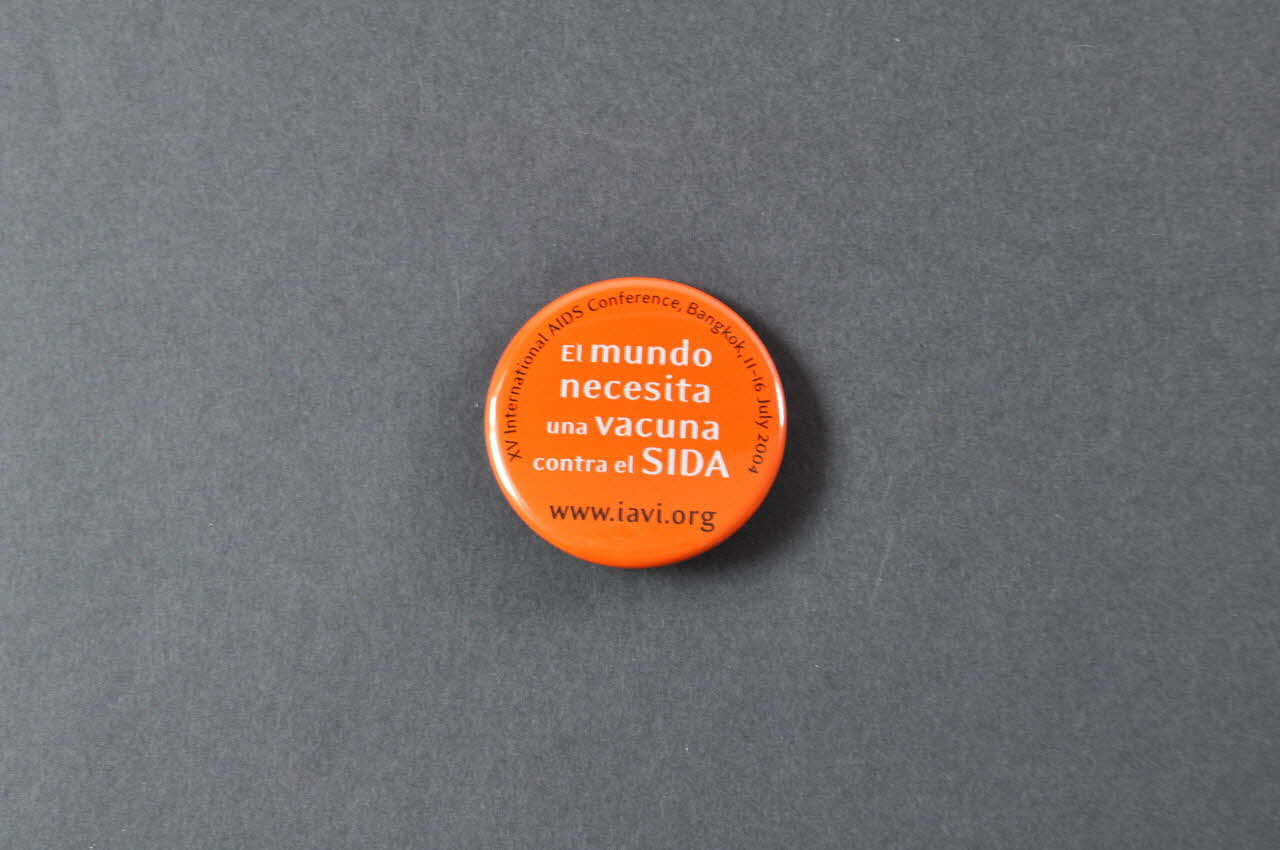 XV International AIDS Conference, Bangkok, 11-16 July 2004
El mundo
necesita
una vacuna
contra el SIDA
www.iavi.org